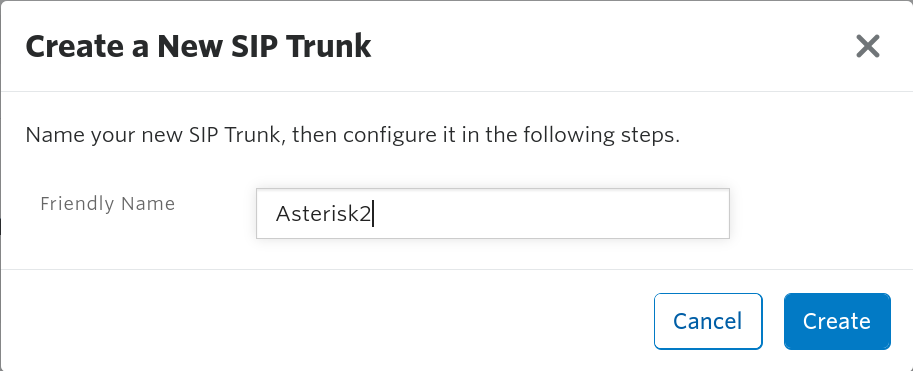 Create a New SIP Trunk
Name your new SIP Trunk, then configure it in the following steps.
Friendly Name
Asterisk2
Cancel
Create